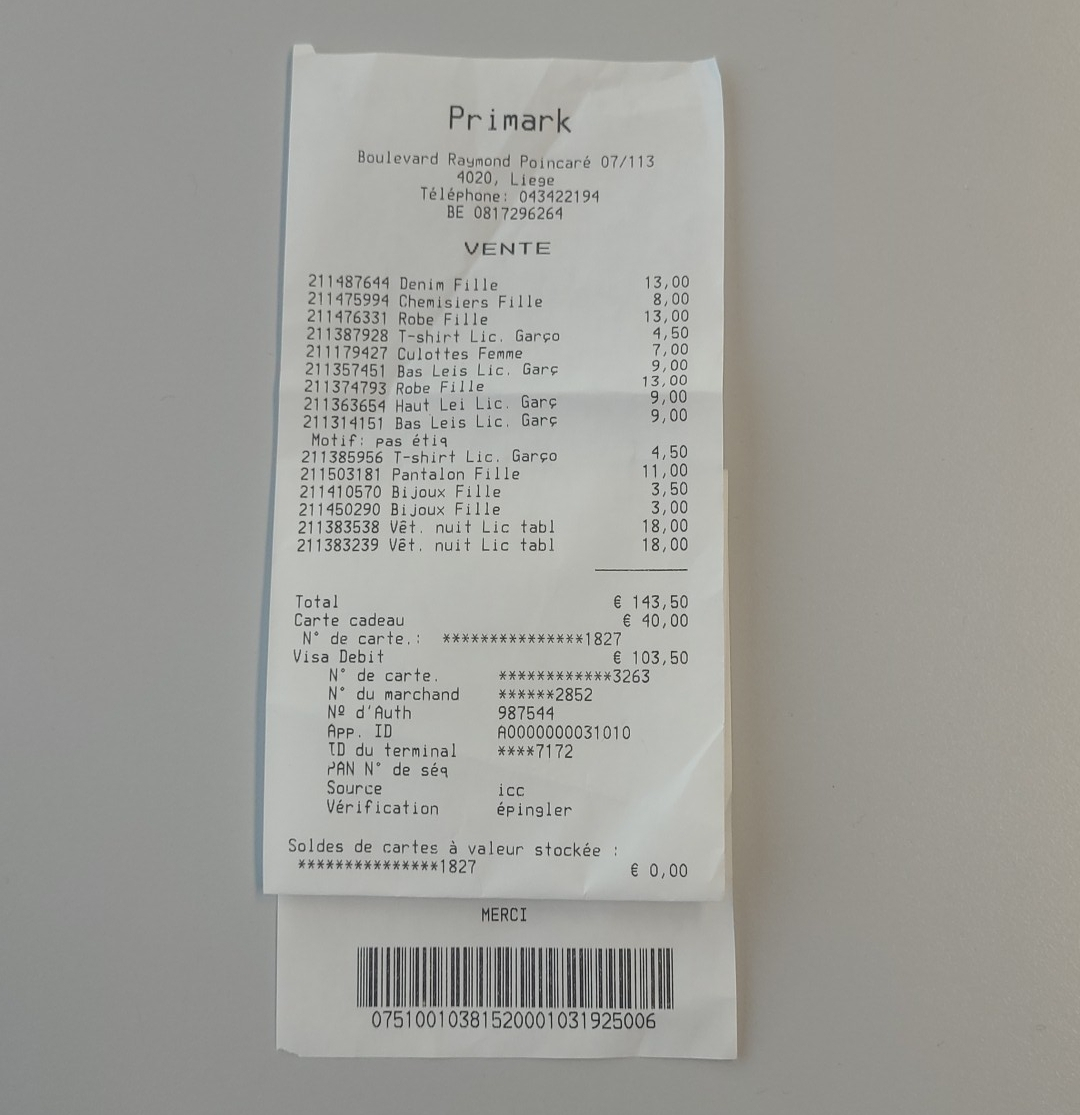 Primark
Boulevard Raymond Poincaré 07/113
4020, Liege
Téléphone: 043422194
BE 0817296264
VENTE
211487644 Denim Fille 13,00
211475994 Chemisiers Fille 8,00
211476331 Robe Fille 13,00
211387928 T-shirt Lic. Garço 4,50
211179427 Culottes Femme 7,00
211357451 Bas Leis Lic. Garç 9,00
211374793 Robe Fille 13,00
211363654 Haut Lei Lic. Garç 9,00
211314151 Bas Leis Lic. Garç 9,00
Motif: pas étiq
211385956 T-shirt Lic. Garço 4,50
211503181 Pantalon Fille 11,00
211410570 Bijoux Fille 3,50
211450290 Bijoux Fille 3,00
211383538 Vêt. nuit Lic tabl 18,00
211383239 Vêt. nuit Lic tabl 18,00
Total € 143,50
Carte cadeau € 40,00
N° de carte.: ***************1827
Visa Debit € 103,50
N° de carte. ************3263
N° du marchand ******2852
Nº d'Auth 987544
App. ID A0000000031010
ID du terminal ****7172
PAN N° de séq
Source icc
Vérification épingler
Soldes de cartes à valeur stockée :
***************1827 € 0,00
MERCI
07510010381520001031925006